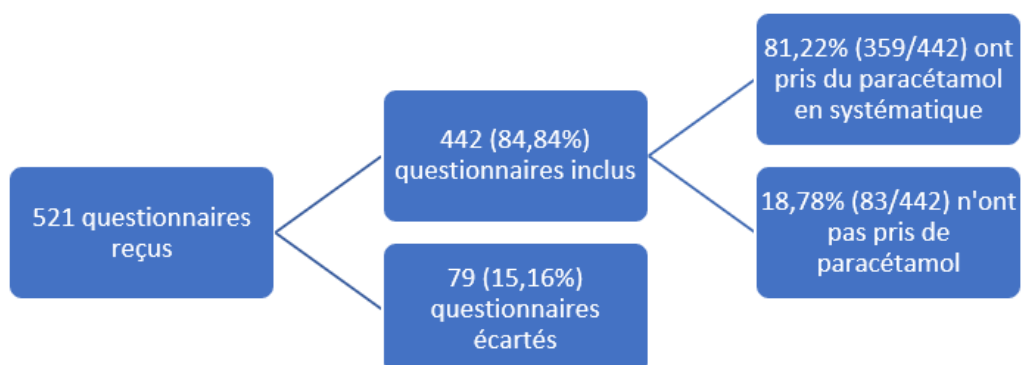 521 questionnaires
reçus
442 (84,84%)
questionnaires inclus
79 (15,16%)
questionnaires
écartés
81,22% (359/442) ont
pris du paracétamol
en systématique
18,78% (83/442) n'ont
pas pris de
paracétamol